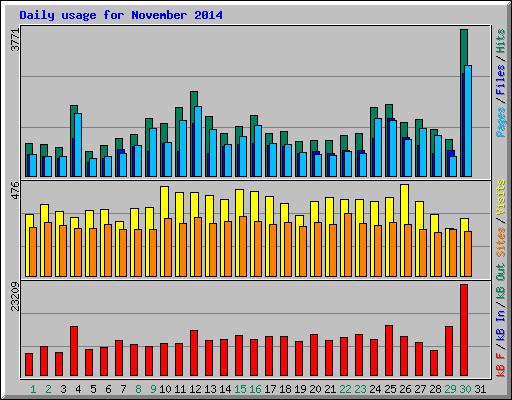 Daily usage for November 2014
3771
Pages / Files / Hits
476
Sites / Visits
23209
kB F / kB In / kB Out
1 2 3 4 5 6 7 8 9 10 11 12 13 14 15 16 17 18 19 20 21 22 23 24 25 26 27 28 29 30 31